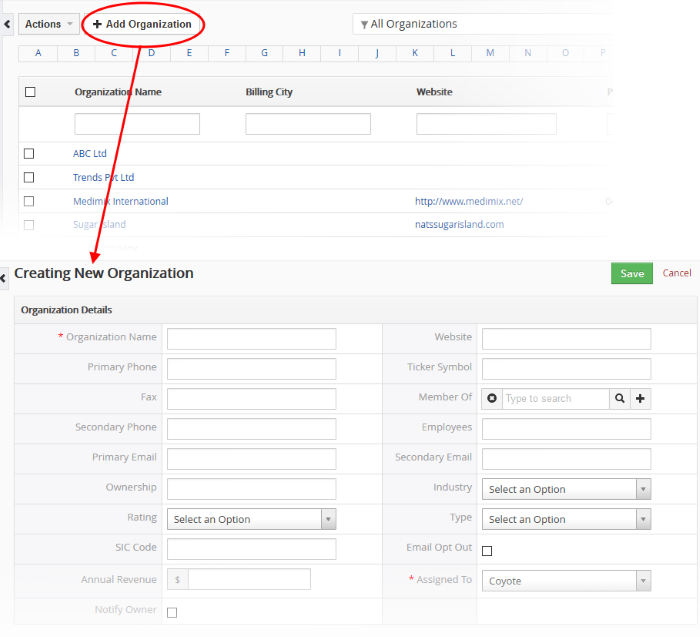 Actions + Add Organization All Organizations
A B C D E F G H I J K L M N O P
Organization Name Billing City Website
ABC Ltd
Trends Pvt Ltd
Medimix International http://www.medimix.net/
Sugar island natssugarisland.com
Creating New Organization Save Cancel
Organization Details
* Organization Name Website
Primary Phone Ticker Symbol
Fax Member Of Type to search
Secondary Phone Employees
Primary Email Secondary Email
Ownership Industry Select an Option
Rating Select an Option Type Select an Option
SIC Code Email Opt Out
Annual Revenue $ * Assigned To Coyote
Notify Owner